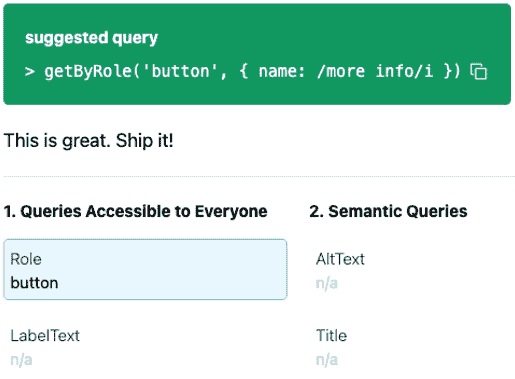 suggested query
> getByRole('button', { name: /more info/i })
This is great. Ship it!
1. Queries Accessible to Everyone
2. Semantic Queries
Role
button
AltText
n/a
LabelText
n/a
Title
n/a